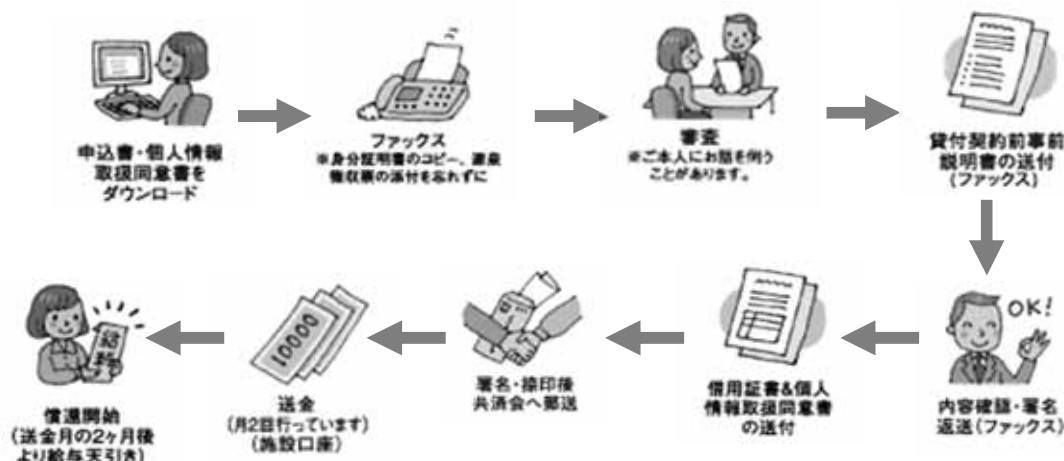 申込書・個人情報
取扱同意書を
ダウンロード
ファックス
※身分証明書のコピー、源泉
徴収票の添付を忘れずに
審査
※ご本人にお話を伺う
ことがあります。
貸付契約前事前
説明書の送付
(ファックス)
OK!
内容確認・署名
返送(ファックス)
借用証書&個人
情報取扱同意書
の送付
署名・捺印後
共済会へ郵送
10000
送金
(月2回行っています)
(施設口座)
給料
償還開始
(送金月の2ヶ月後
より給与天引き)